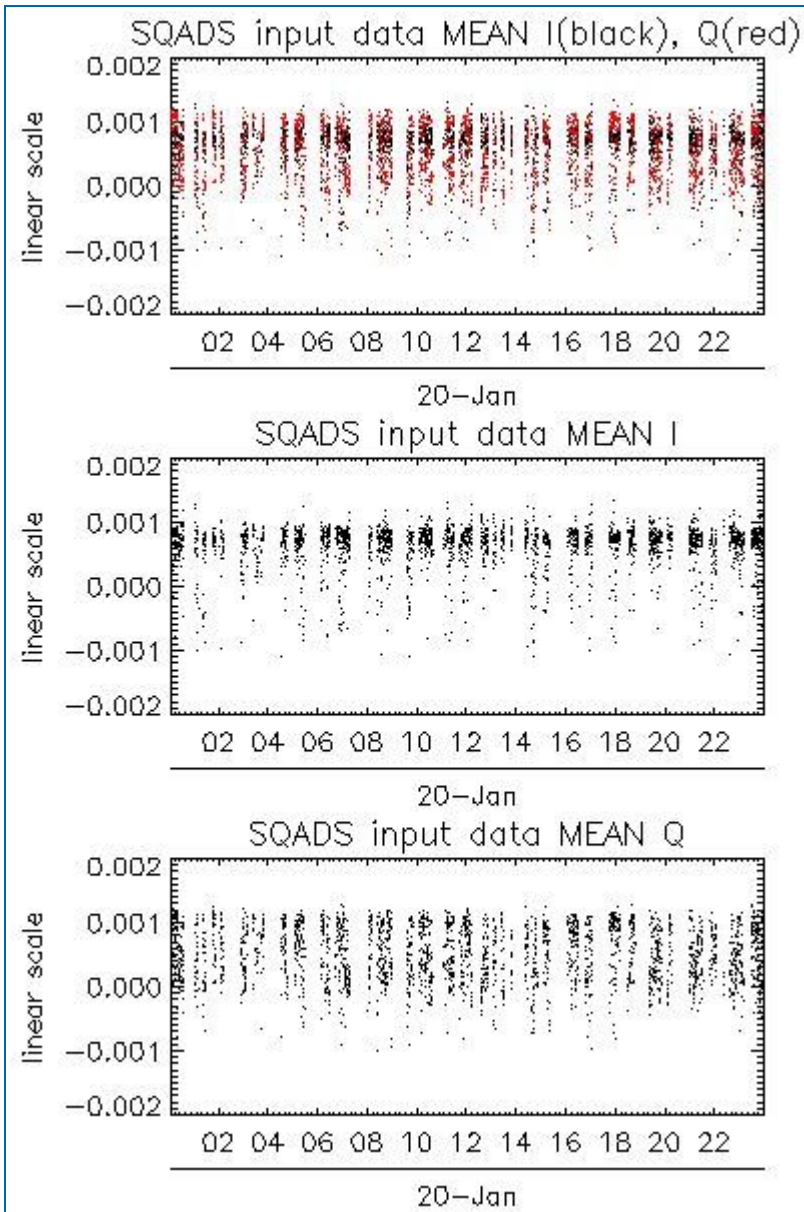 SQADS input data MEAN I(black), Q(red)
linear scale
0.002
0.001
0.000
−0.001
−0.002
02 04 06 08 10 12 14 16 18 20 22
20−Jan
SQADS input data MEAN I
linear scale
0.002
0.001
0.000
−0.001
−0.002
02 04 06 08 10 12 14 16 18 20 22
20−Jan
SQADS input data MEAN Q
linear scale
0.002
0.001
0.000
−0.001
−0.002
02 04 06 08 10 12 14 16 18 20 22
20−Jan